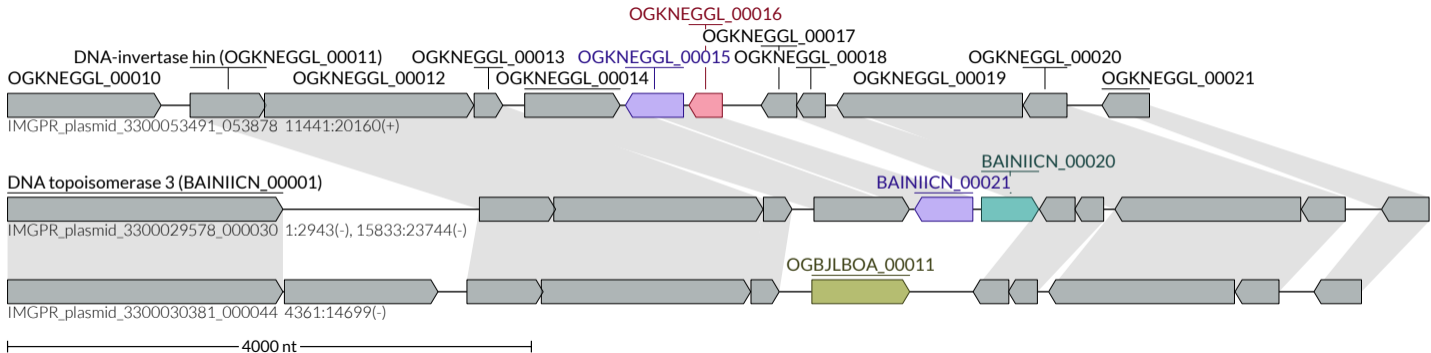 OGKNEGGL_00016
OGKNEGGL_00017
DNA-invertase hin (OGKNEGGL_00011) OGKNEGGL_00013 OGKNEGGL_00015 OGKNEGGL_00018 OGKNEGGL_00020
OGKNEGGL_00010 OGKNEGGL_00012 OGKNEGGL_00014 OGKNEGGL_00019 OGKNEGGL_00021
IMGPR_plasmid_3300053491_053878 11441:20160(+)
BAINIICN_00020
DNA topoisomerase 3 (BAINIICN_00001) BAINIICN_00021
IMGPR_plasmid_3300029578_000030 1:2943(-), 15833:23744(-)
OGBJLBOA_00011
IMGPR_plasmid_3300030381_000044 4361:14699(-)
4000 nt